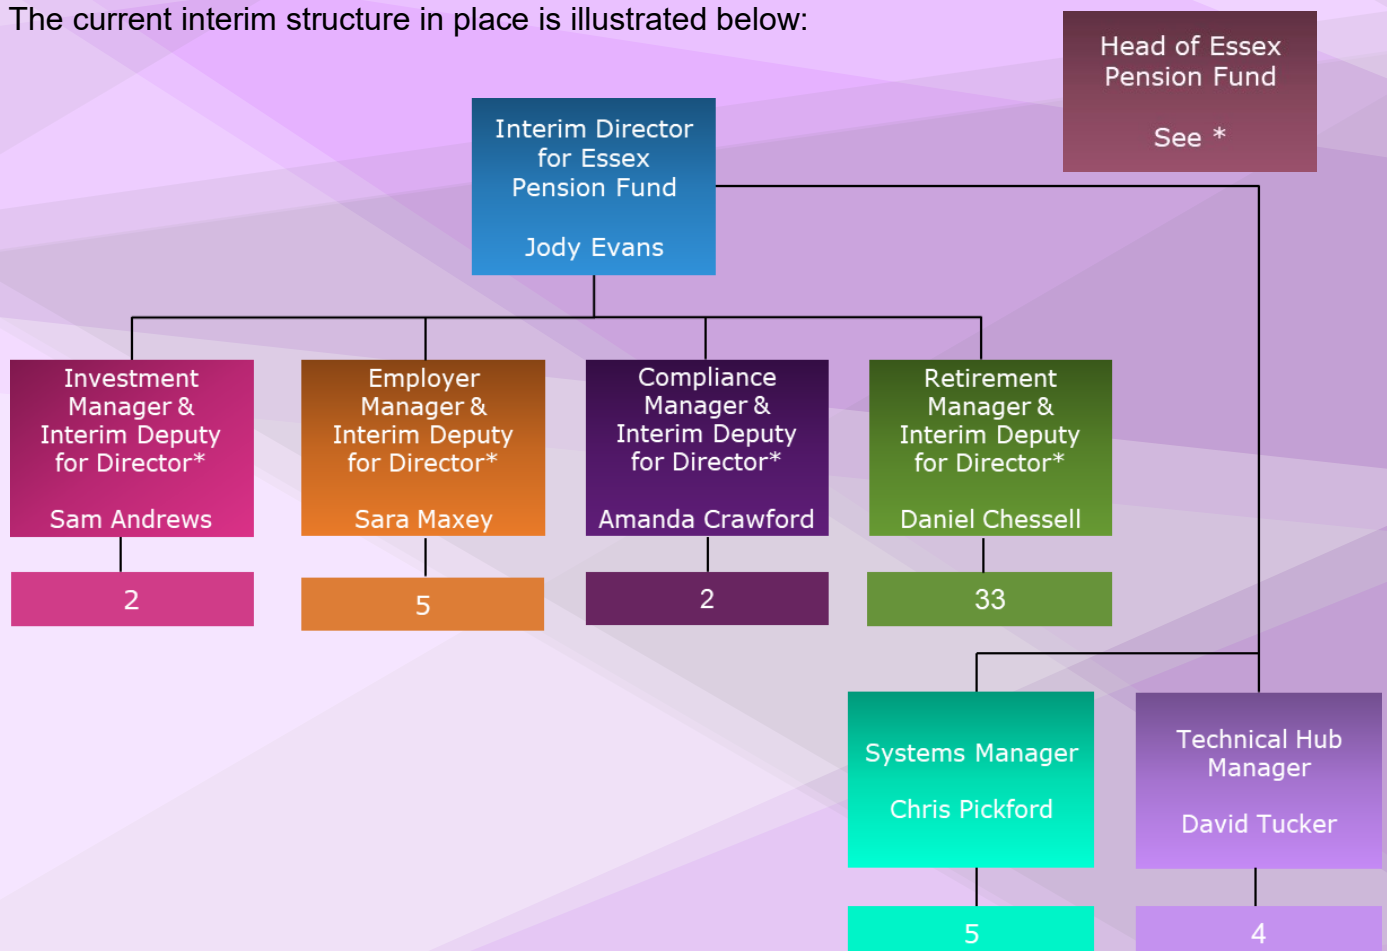 The current interim structure in place is illustrated below:
Head of Essex
Pension Fund
See *
Interim Director
for Essex
Pension Fund
Jody Evans
Investment
Manager &
Interim Deputy
for Director*
Sam Andrews
2
Employer
Manager &
Interim Deputy
for Director*
Sara Maxey
5
Compliance
Manager &
Interim Deputy
for Director*
Amanda Crawford
2
Retirement
Manager &
Interim Deputy
for Director*
Daniel Chessell
33
Systems Manager
Chris Pickford
5
Technical Hub
Manager
David Tucker
4